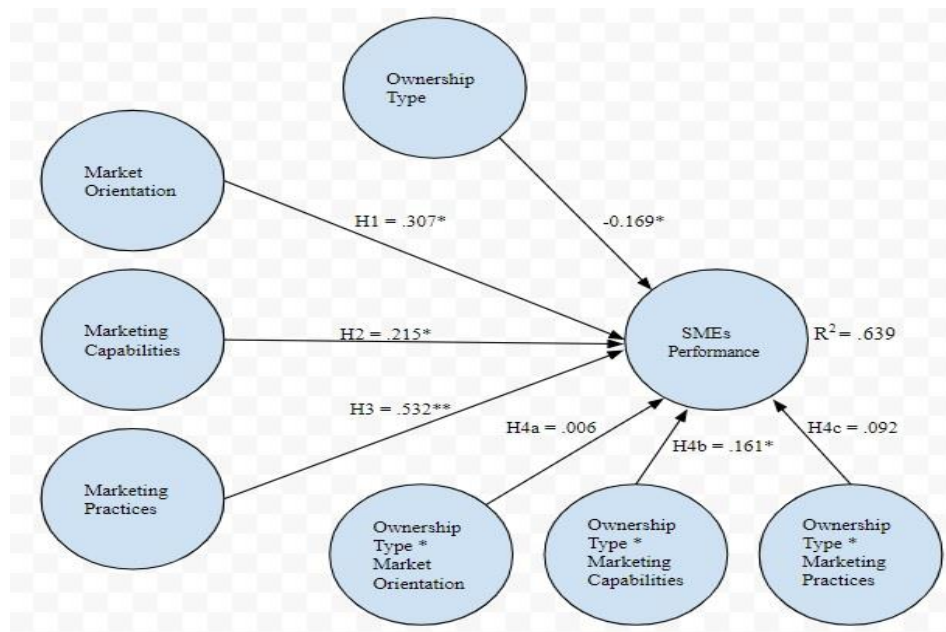 Ownership
Type
Market
Orientation
H1 = .307*
-0.169*
Marketing
Capabilities
H2 = .215*
SMEs
Performance
R² = .639
H3 = .532**
Marketing
Practices
H4a = .006
H4b = .161*
H4c = .092
Ownership
Type *
Market
Orientation
Ownership
Type *
Marketing
Capabilities
Ownership
Type *
Marketing
Practices